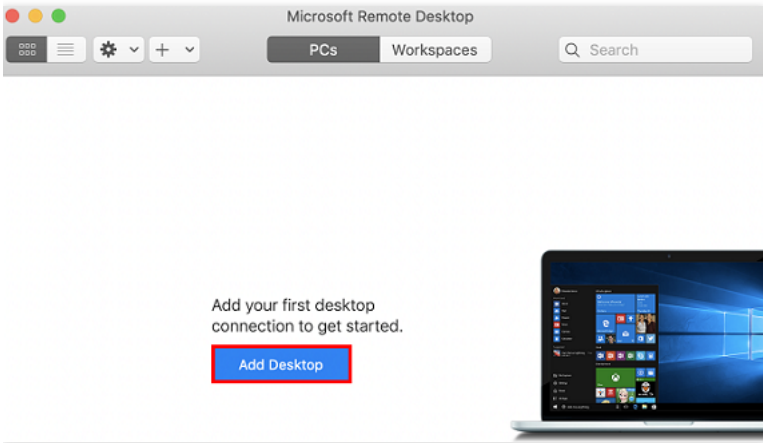 Microsoft Remote Desktop
PCs
Workspaces
Search
Add your first desktop
connection to get started.
Add Desktop